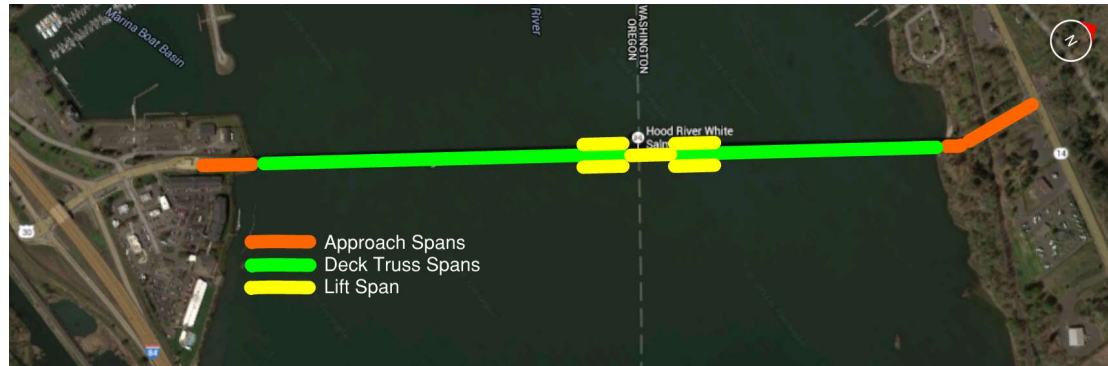 Marina Boat Basin
River
WASHINGTON
OREGON
N
Hood River White
14
30
Approach Spans
Deck Truss Spans
Lift Span
84